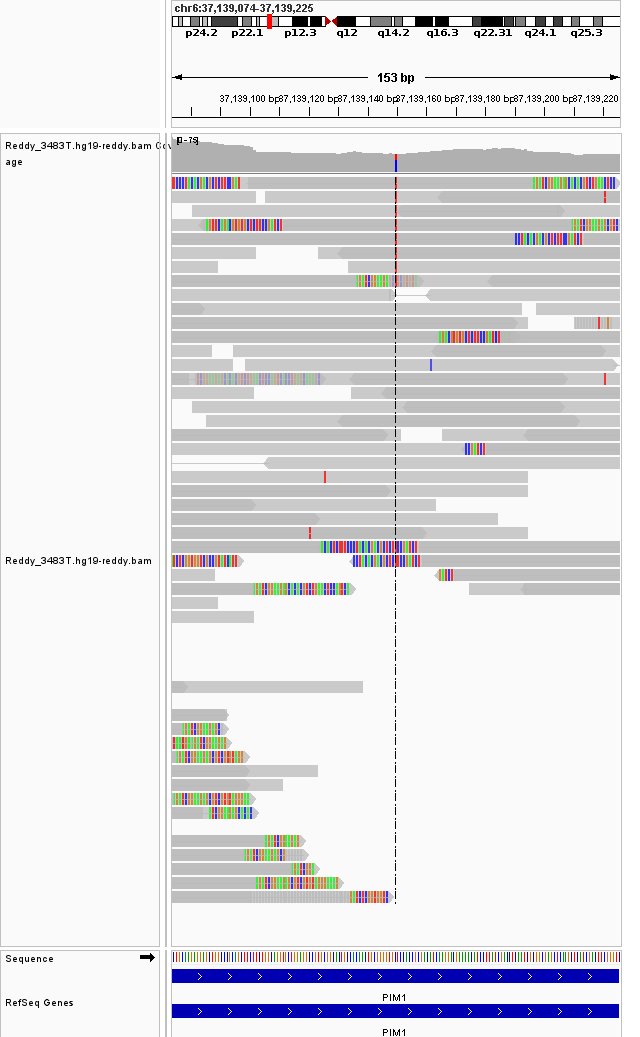 chr6:37,139,074-37,139,225
p24.2 p22.1 p12.3 q12 q14.2 q16.3 q22.31 q24.1 q25.3
153 bp
37,139,100 bp 37,139,120 bp 37,139,140 bp 37,139,160 bp 37,139,180 bp 37,139,200 bp 37,139,220
Reddy_3483T.hg19-reddy.bam Cov
age
Reddy_3483T.hg19-reddy.bam
Sequence
PIM1
RefSeq Genes
PIM1